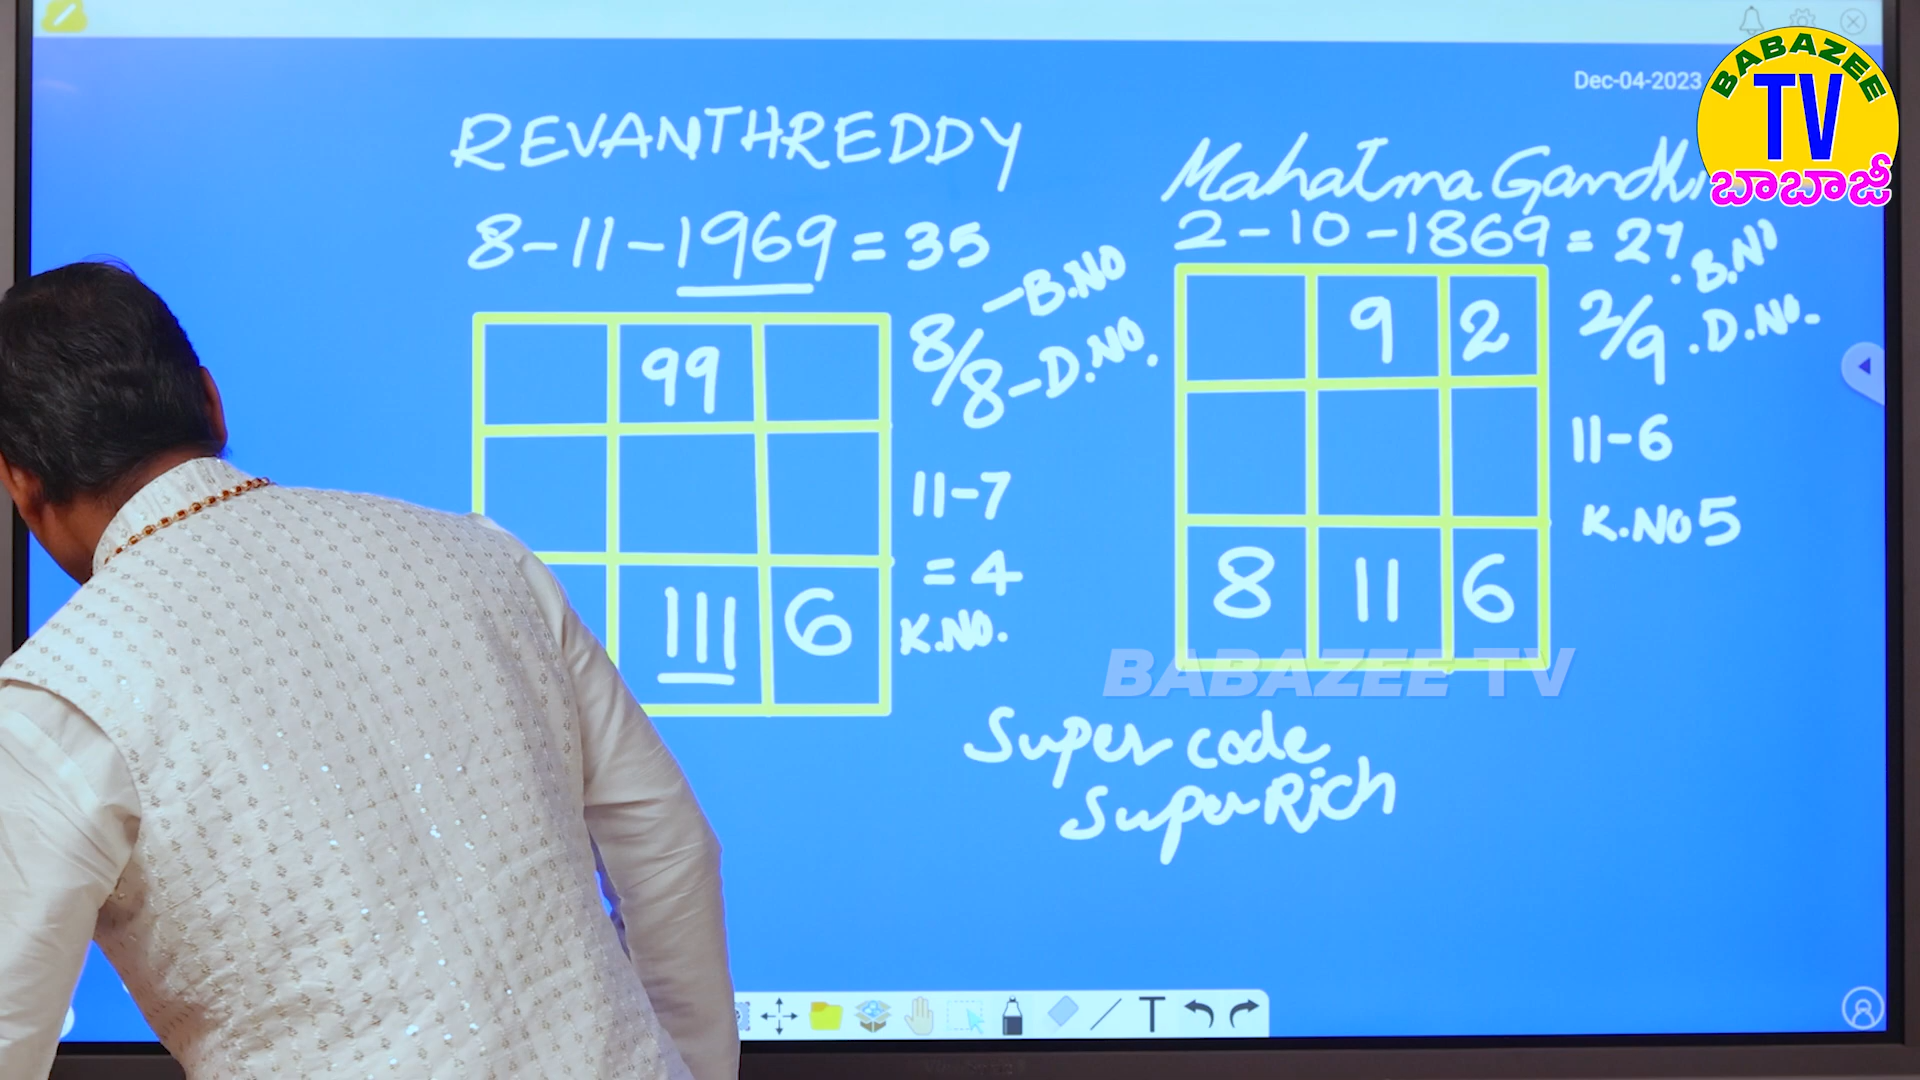 Dec-04-2023
BABAZEE
TV
బాబాజీ
REVANTHREDDY
8-11-1969=35
99
111 6
8/8
-B.NO
-D.NO.
11-7
=4
K.NO.
Mahatma Gandhi
2-10-1869=27
9 2
8 11 6
2/9
.B.NO
.D.NO.
11-6
K.NO 5
BABAZEE TV
Super code
Super Rich
T